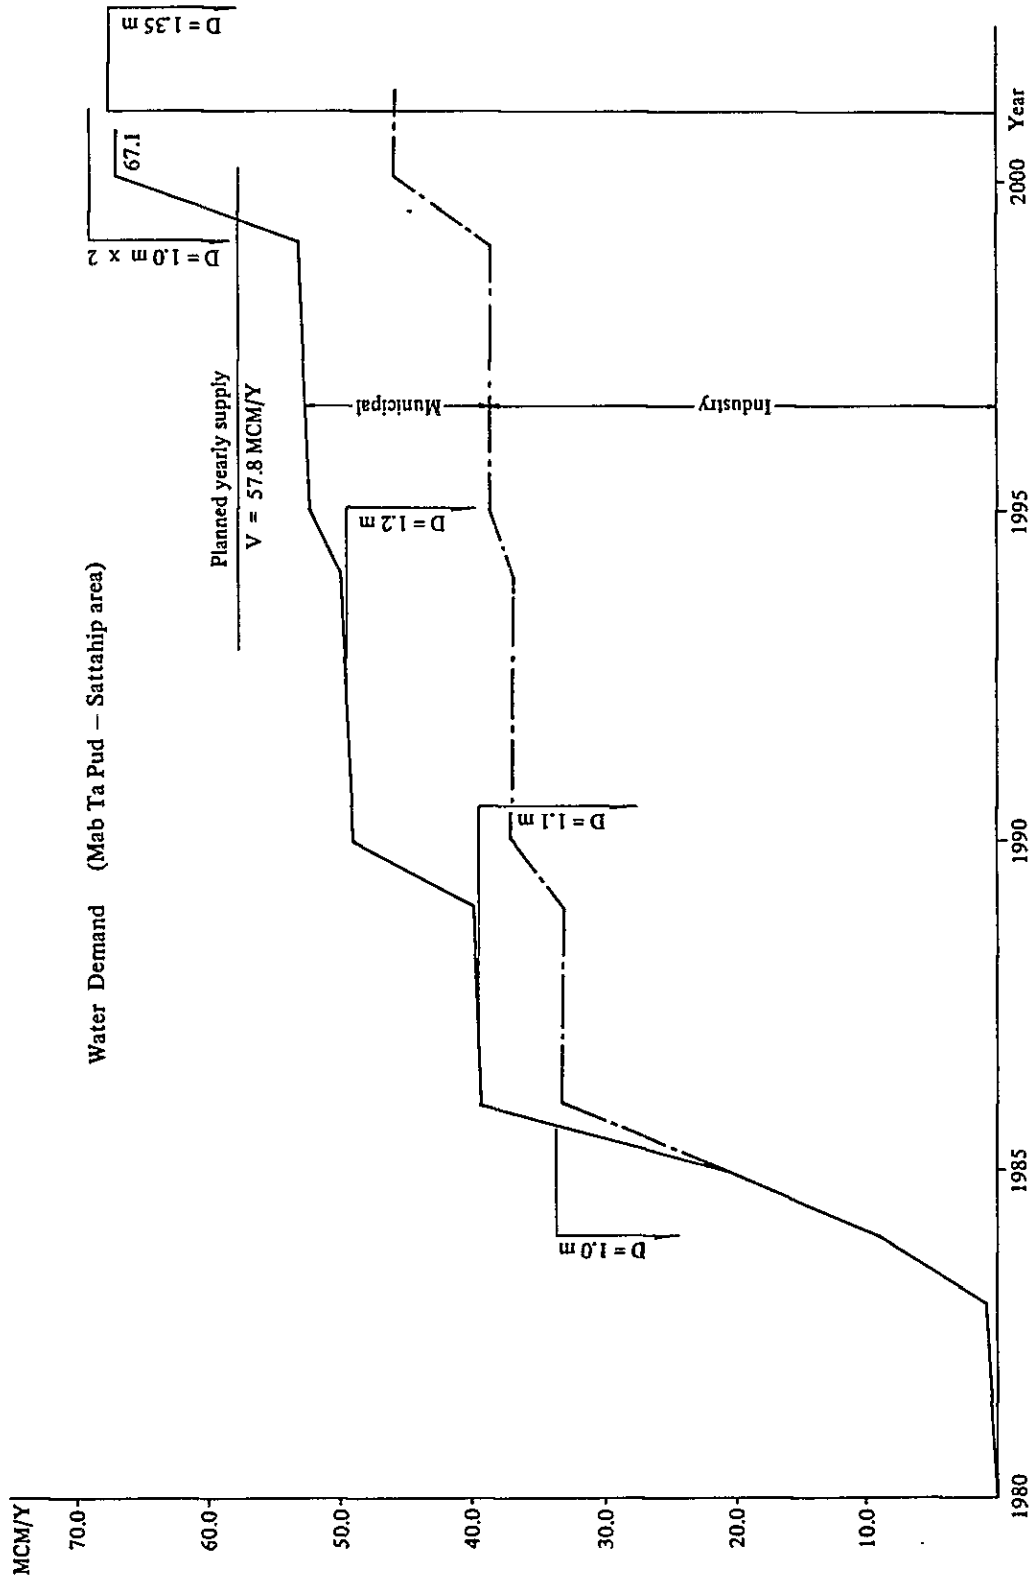 Water Demand (Mab Ta Pud – Sattahip area)
MCM/Y
70.0
60.0
50.0
40.0
30.0
20.0
10.0
1980
1985
1990
1995
2000
Year
D = 1.0 m
D = 1.1 m
D = 1.2 m
D = 1.0 m x 2
D = 1.35 m
67.1
Planned yearly supply
V = 57.8 MCM/Y
Municipal
Industry